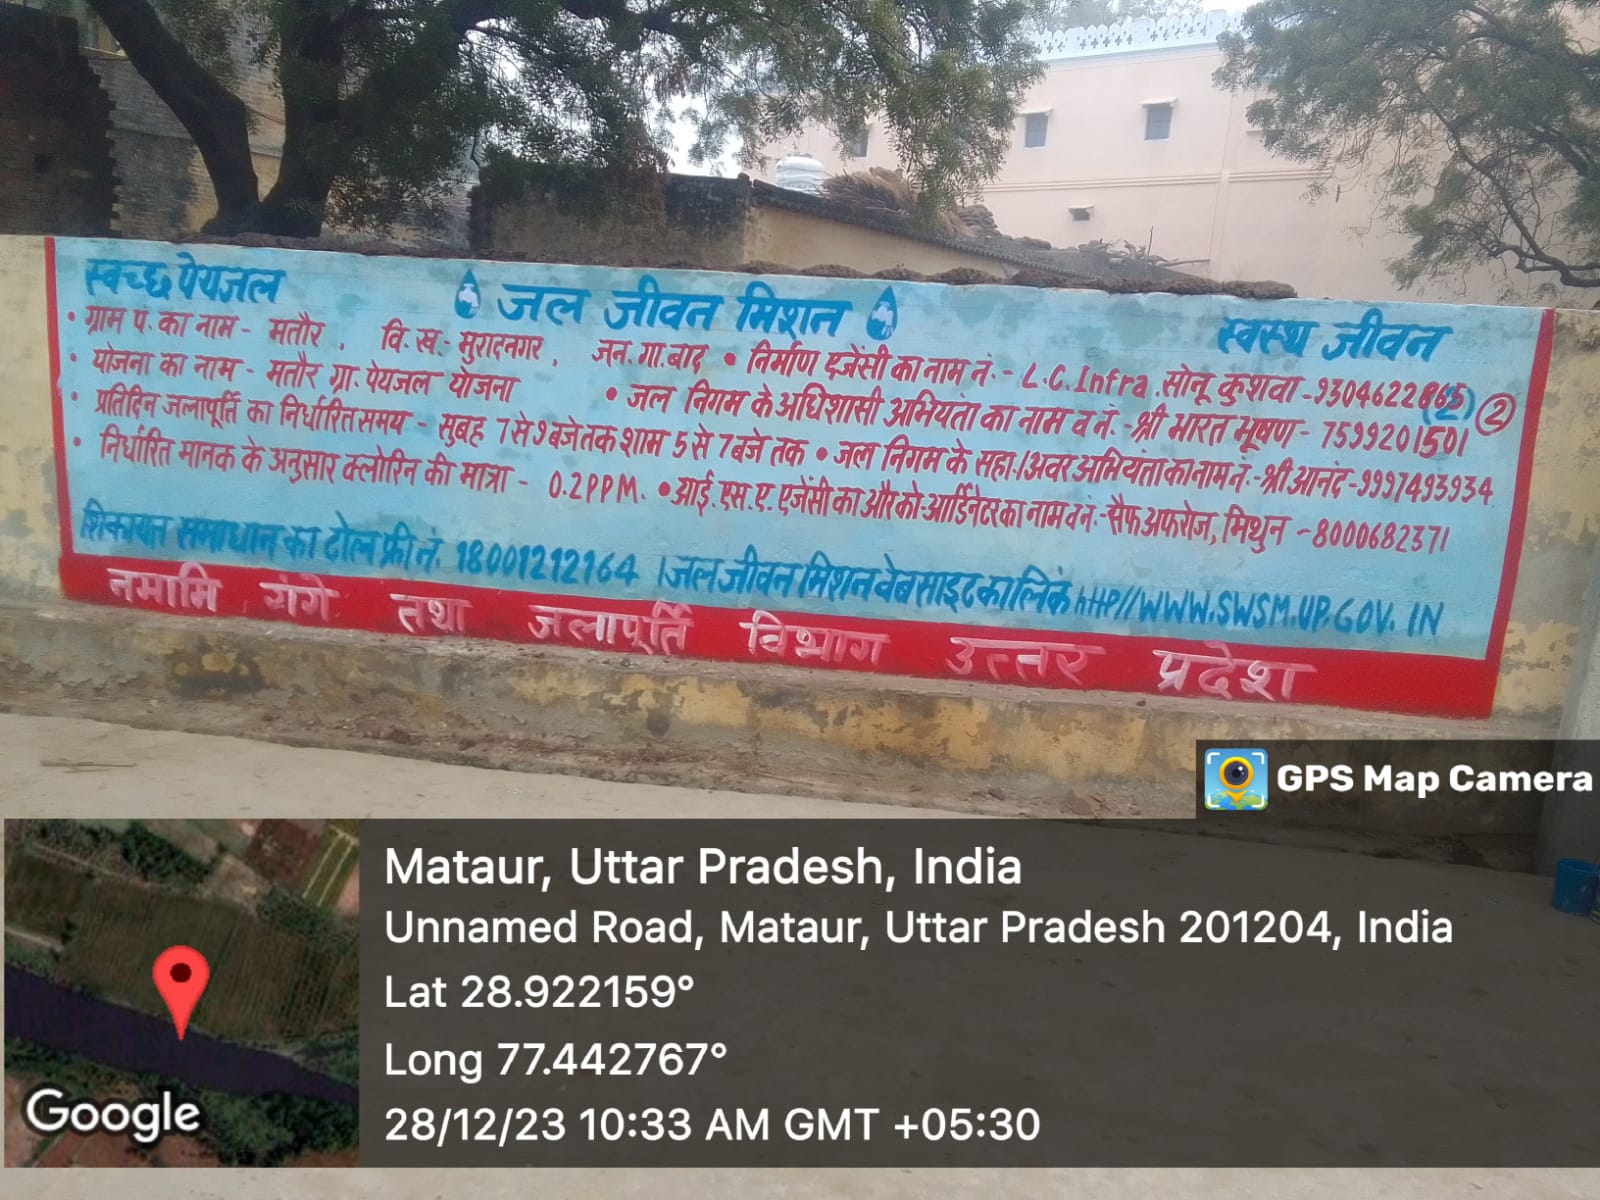 स्वच्छ पेयजल
जल जीवन मिशन
स्वस्थ जीवन
• ग्राम पं. का नाम - मतौर , वि. ख:- मुरादनगर , जन. गा. बाद • निर्माण एजेंसी का नाम नं. :- L.C. Infra , सोनू कुशवा - 9304622865 (2) ②
• योजना का नाम - मतौर ग्रा. पेयजल योजना • जल निगम के अधिशासी अभियंता का नाम व नं. - श्री भारत भूषण - 7599201501
• प्रतिदिन जलापूर्ति का निर्धारित समय - सुबह 7 से 9 बजे तक शाम 5 से 7 बजे तक • जल निगम के सहा. / अवर अभियंता का नाम नं. - श्री आनंद - 9997493934
• निर्धारित मानक के अनुसार क्लोरिन की मात्रा - 0.2PPM. • आई. एस. ए. एजेंसी का और को-आर्डिनेटर का नाम व नं. - सैफ अफरोज, मिथुन - 8000682371
शिकायत समाधान का टोल फ्री नं. 18001212164 । जल जीवन मिशन वेबसाइट का लिंक httP//WWW.SWSM.UP.GOV. IN
नमामि गंगे तथा जलापूर्ति विभाग उत्तर प्रदेश
GPS Map Camera
Mataur, Uttar Pradesh, India
Unnamed Road, Mataur, Uttar Pradesh 201204, India
Lat 28.922159°
Long 77.442767°
28/12/23 10:33 AM GMT +05:30
Google